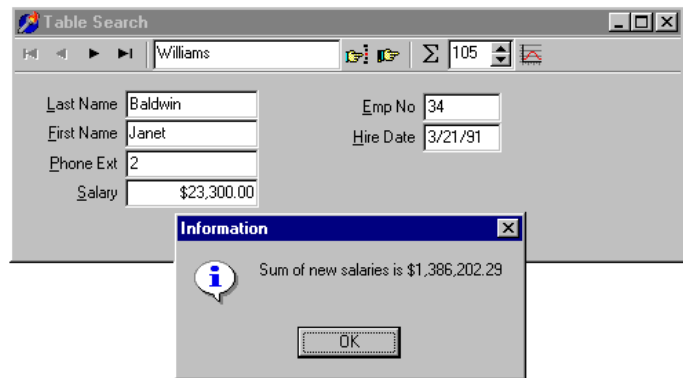 Table Search
Williams
Σ 105
Last Name Baldwin
Emp No 34
First Name Janet
Hire Date 3/21/91
Phone Ext 2
Salary $23,300.00
Information
Sum of new salaries is $1,386,202.29
OK